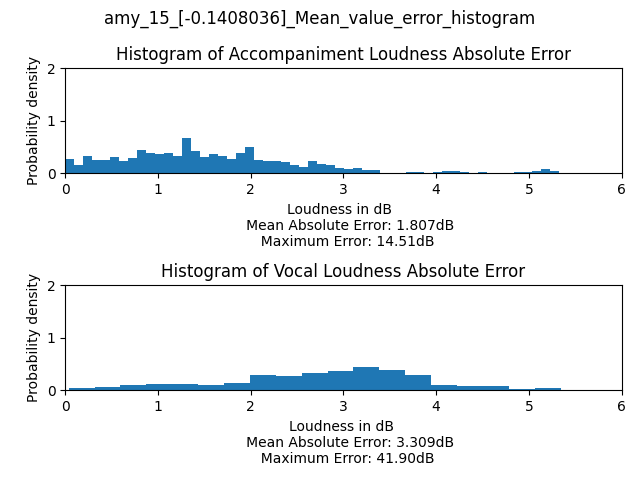 amy_15_[-0.1408036]_Mean_value_error_histogram
Histogram of Accompaniment Loudness Absolute Error
Probability density
2
1
0
0 1 2 3 4 5 6
Loudness in dB
Mean Absolute Error: 1.807dB
Maximum Error: 14.51dB
Histogram of Vocal Loudness Absolute Error
Probability density
2
1
0
0 1 2 3 4 5 6
Loudness in dB
Mean Absolute Error: 3.309dB
Maximum Error: 41.90dB